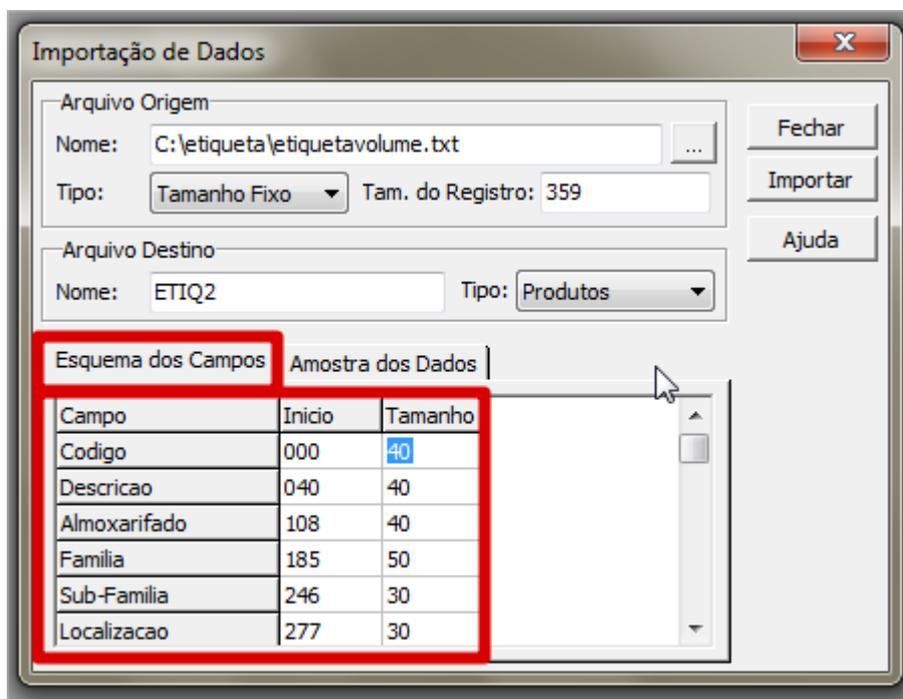 Importação de Dados
Arquivo Origem
Nome: C:\etiqueta\etiquetavolume.txt ...
Tipo: Tamanho Fixo Tam. do Registro: 359
Fechar
Importar
Ajuda
Arquivo Destino
Nome: ETIQ2 Tipo: Produtos
Esquema dos Campos Amostra dos Dados
Campo Inicio Tamanho
Codigo 000 40
Descricao 040 40
Almoxarifado 108 40
Familia 185 50
Sub-Familia 246 30
Localizacao 277 30